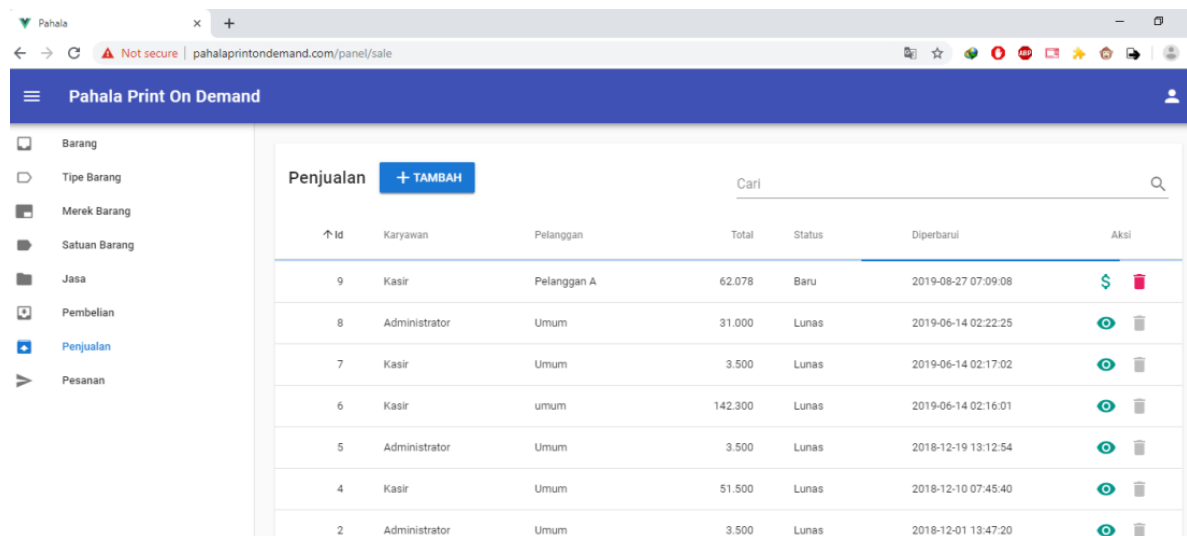 Pahala
Not secure | pahalaprintondemand.com/panel/sale
ABP
Pahala Print On Demand
Barang
Tipe Barang
Merek Barang
Satuan Barang
Jasa
Pembelian
Penjualan
Pesanan
Penjualan + TAMBAH Cari
Id Karyawan Pelanggan Total Status Diperbarui Aksi
9 Kasir Pelanggan A 62.078 Baru 2019-08-27 07:09:08 $
8 Administrator Umum 31.000 Lunas 2019-06-14 02:22:25
7 Kasir Umum 3.500 Lunas 2019-06-14 02:17:02
6 Kasir umum 142.300 Lunas 2019-06-14 02:16:01
5 Administrator Umum 3.500 Lunas 2018-12-19 13:12:54
4 Kasir Umum 51.500 Lunas 2018-12-10 07:45:40
2 Administrator Umum 3.500 Lunas 2018-12-01 13:47:20